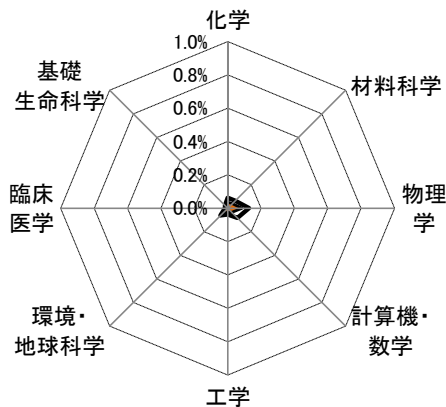 化学
1.0%
0.8%
0.6%
0.4%
0.2%
0.0%
材料科学
物理
学
計算機・
数学
工学
環境・
地球科学
臨床
医学
基礎
生命科学